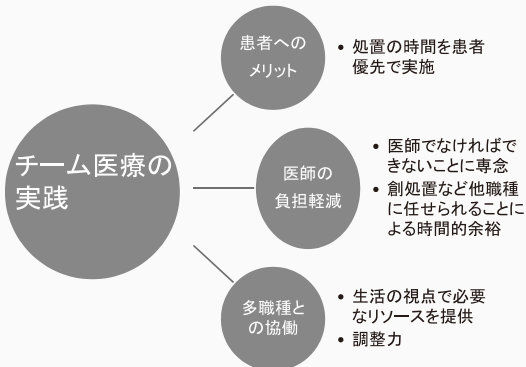 患者への
メリット
• 処置の時間を患者
優先で実施
チーム医療の
実践
医師の
負担軽減
• 医師でなければで
きないことに専念
• 創処置など他職種
に任せられることに
よる時間的余裕
多職種と
の協働
• 生活の視点で必要
なリソースを提供
• 調整力